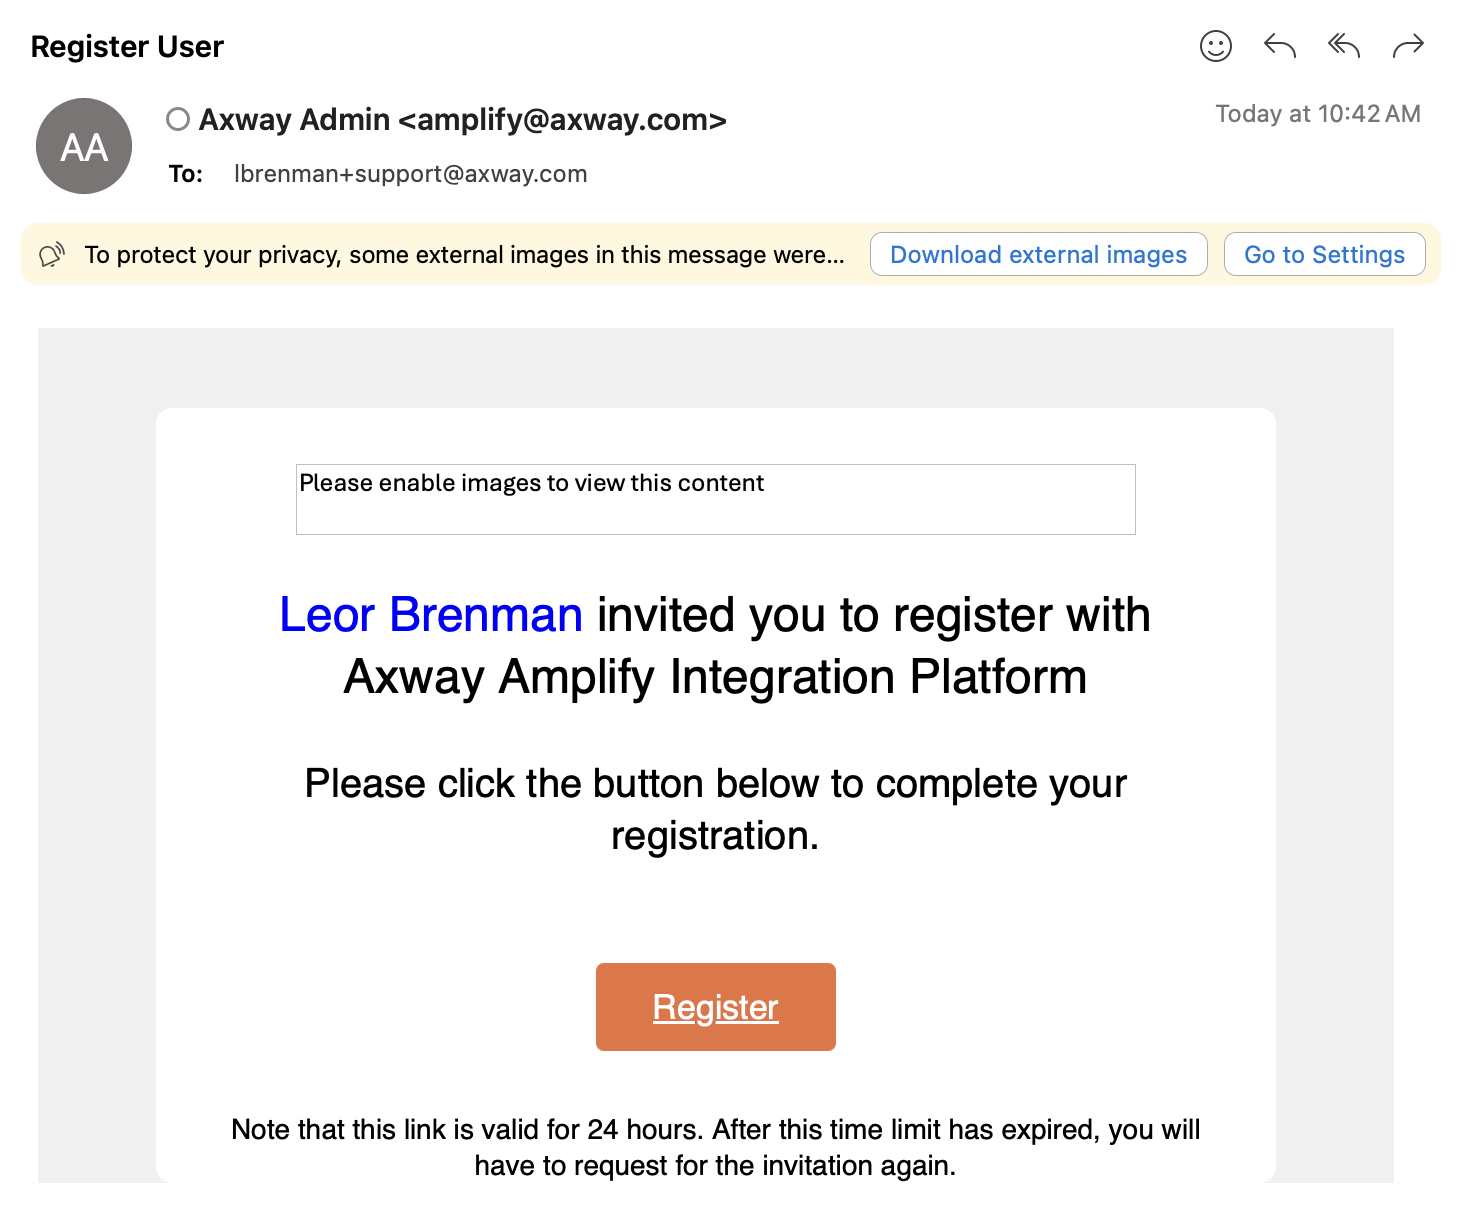 Register User
AA
Axway Admin <amplify@axway.com>
Today at 10:42 AM
To: lbrenman+support@axway.com
To protect your privacy, some external images in this message were... Download external images Go to Settings
Please enable images to view this content
Leor Brenman invited you to register with
Axway Amplify Integration Platform
Please click the button below to complete your
registration.
Register
Note that this link is valid for 24 hours. After this time limit has expired, you will
have to request for the invitation again.